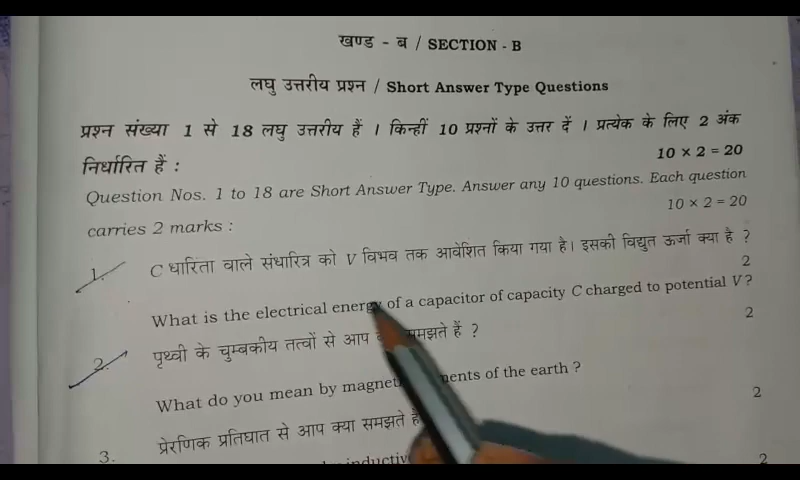 खण्ड - ब / SECTION - B
लघु उत्तरीय प्रश्न / Short Answer Type Questions
प्रश्न संख्या 1 से 18 लघु उत्तरीय हैं । किन्हीं 10 प्रश्नों के उत्तर दें । प्रत्येक के लिए 2 अंक
निर्धारित हैं :
10 × 2 = 20
Question Nos. 1 to 18 are Short Answer Type. Answer any 10 questions. Each question
carries 2 marks :
10 × 2 = 20
1. C धारिता वाले संधारित्र को V विभव तक आवेशित किया गया है। इसकी विद्युत ऊर्जा क्या है ?
2
What is the electrical energy of a capacitor of capacity C charged to potential V ?
2. पृथ्वी के चुम्बकीय तत्वों से आप समझते हैं ?
2
What do you mean by magnetic of the earth ?
3. प्रेरणिक प्रतिघात से आप क्या समझते हैं
2
inductive
2